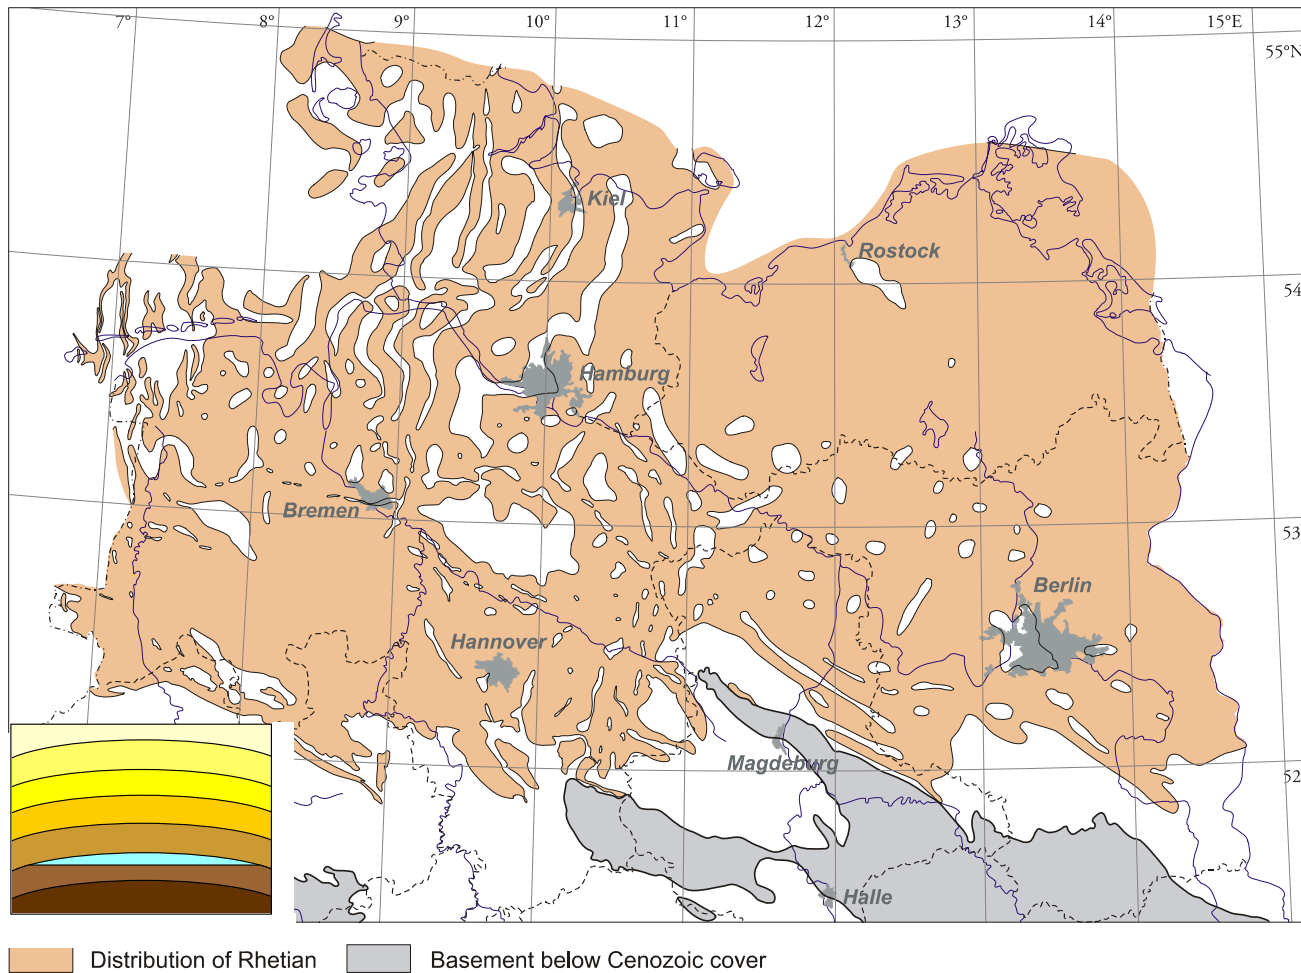 7° 8° 9° 10° 11° 12° 13° 14° 15°E
55°N
Kiel
Rostock
54
Hamburg
Bremen
53
Berlin
Hannover
Magdeburg
52
Halle
Distribution of Rhetian Basement below Cenozoic cover